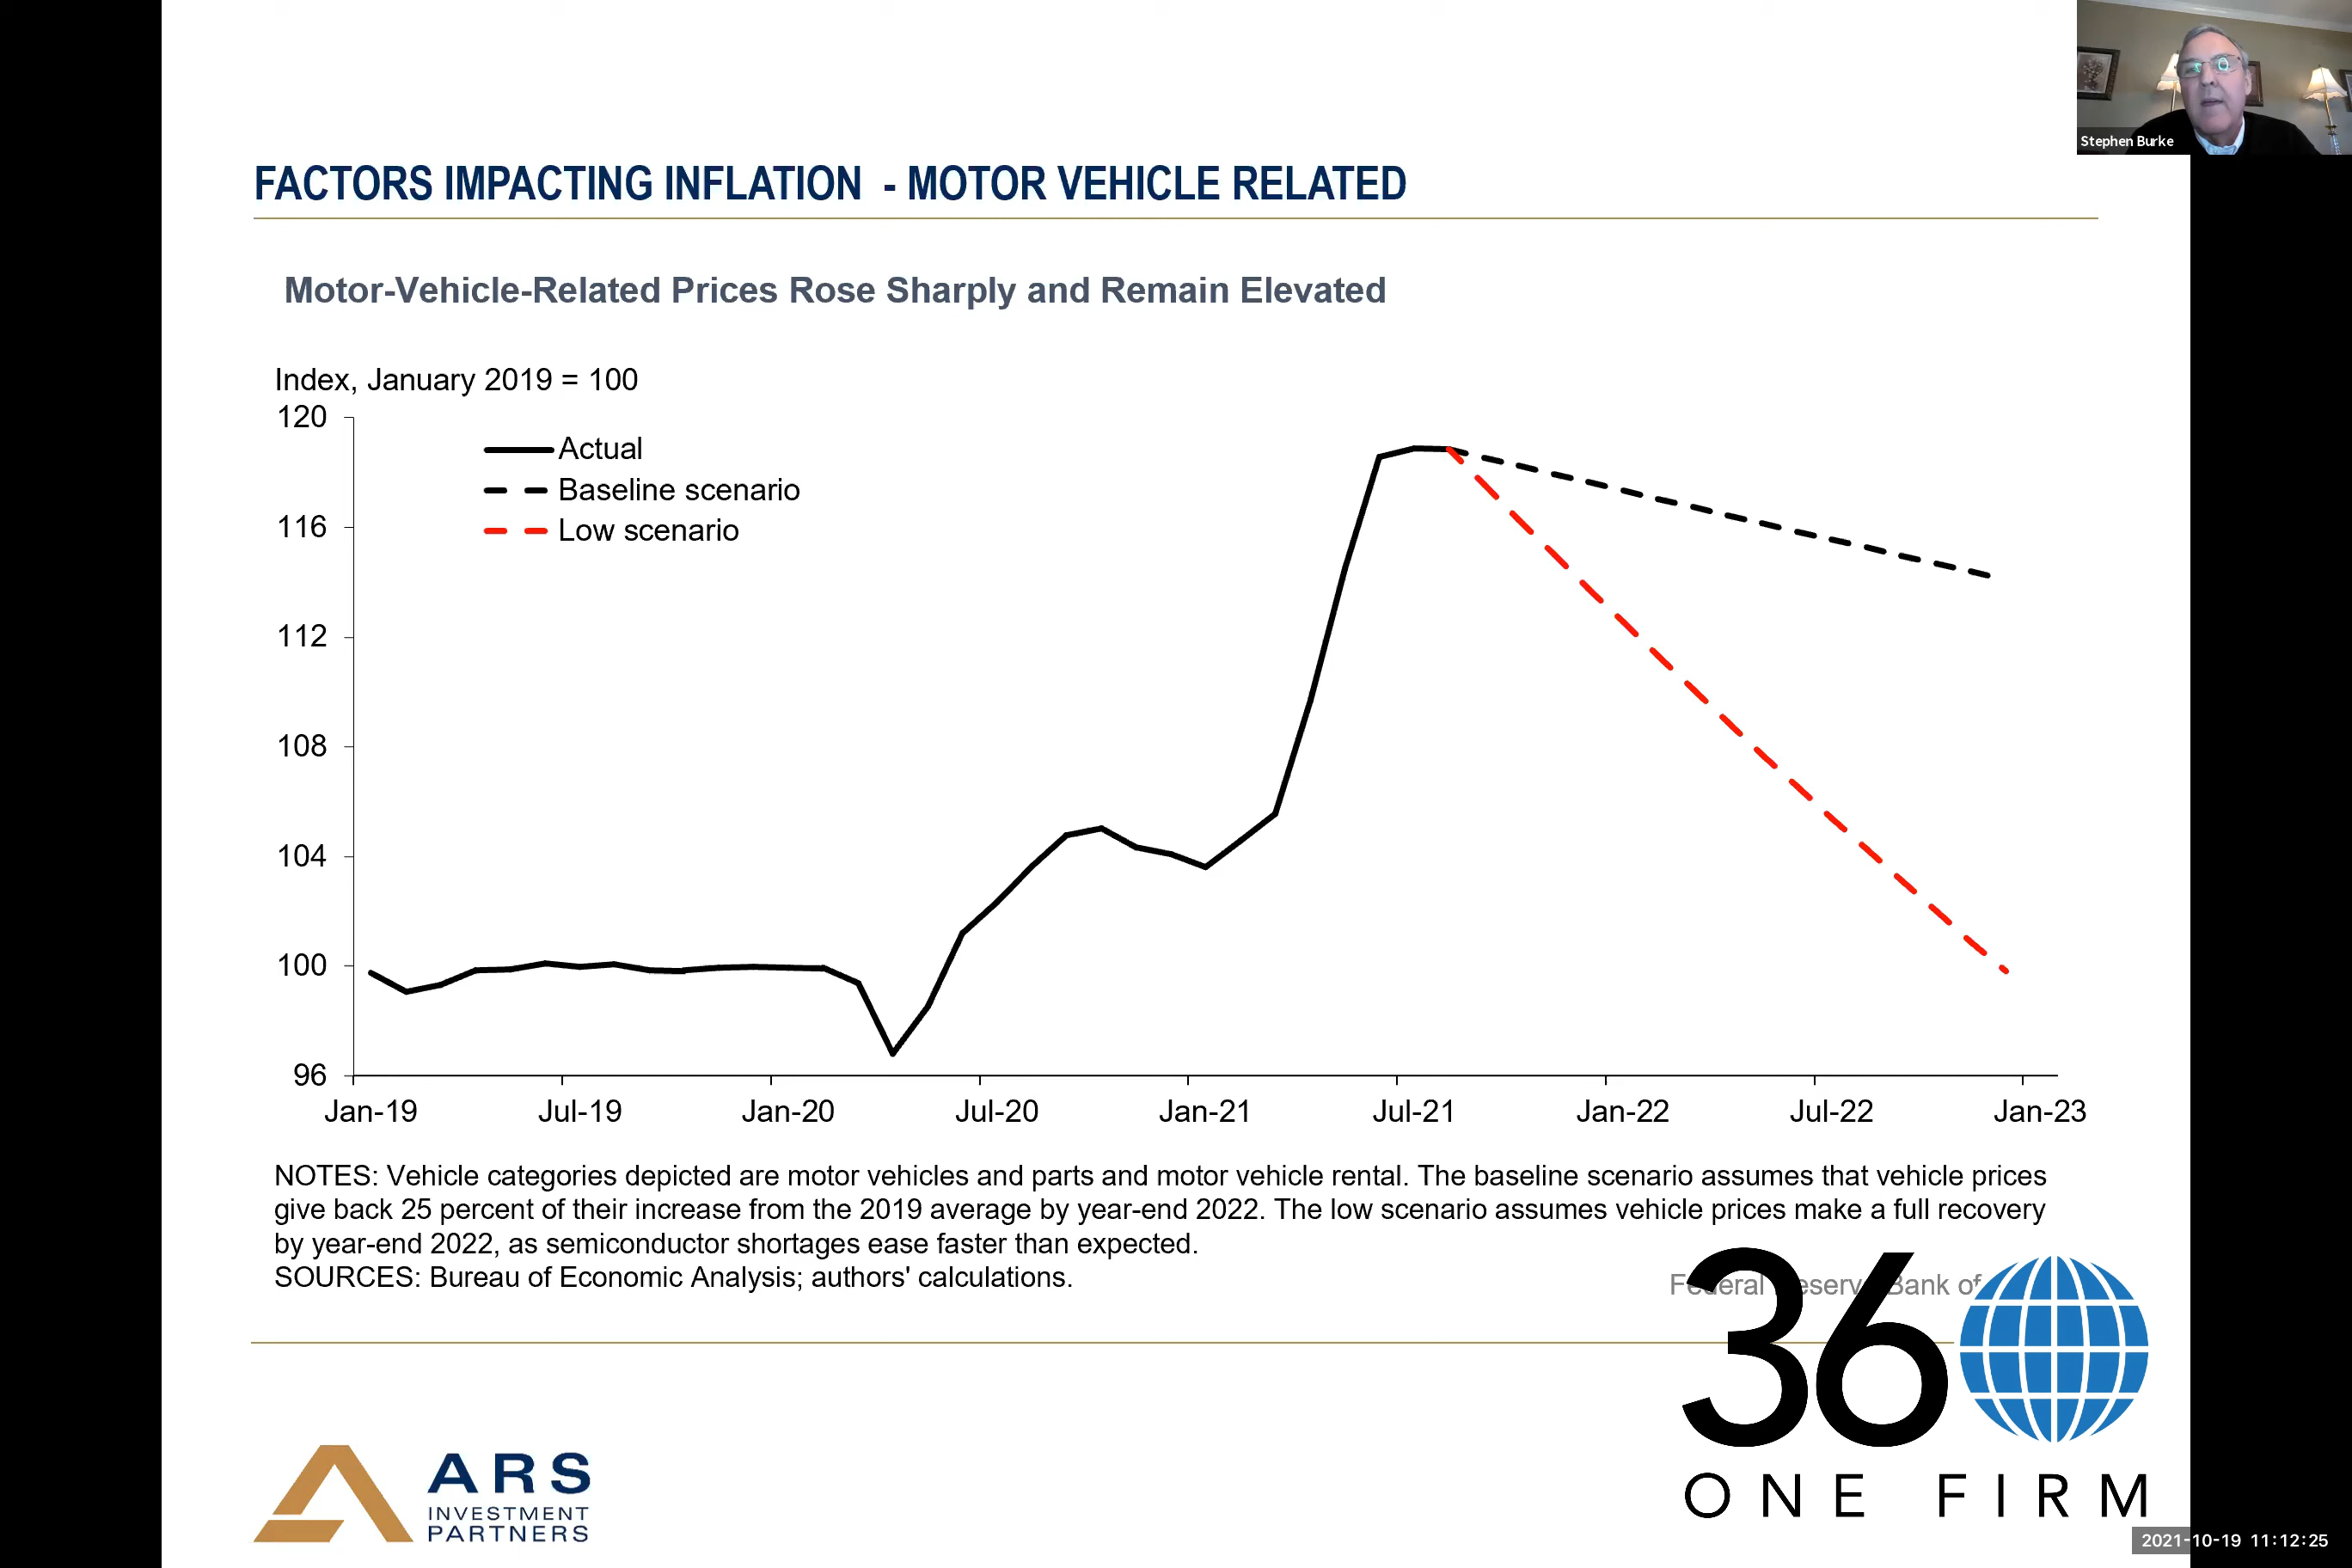 Stephen Burke
FACTORS IMPACTING INFLATION - MOTOR VEHICLE RELATED
Motor-Vehicle-Related Prices Rose Sharply and Remain Elevated
Index, January 2019 = 100
120
Actual
Baseline scenario
116
Low scenario
112
108
104
100
96
Jan-19 Jul-19 Jan-20 Jul-20 Jan-21 Jul-21 Jan-22 Jul-22 Jan-23
NOTES: Vehicle categories depicted are motor vehicles and parts and motor vehicle rental. The baseline scenario assumes that vehicle prices
give back 25 percent of their increase from the 2019 average by year-end 2022. The low scenario assumes vehicle prices make a full recovery
by year-end 2022, as semiconductor shortages ease faster than expected.
SOURCES: Bureau of Economic Analysis; authors' calculations.
Federal Reserve Bank of
36
ONE FIRM
ARS
INVESTMENT
PARTNERS
2021-10-19 11:12:25